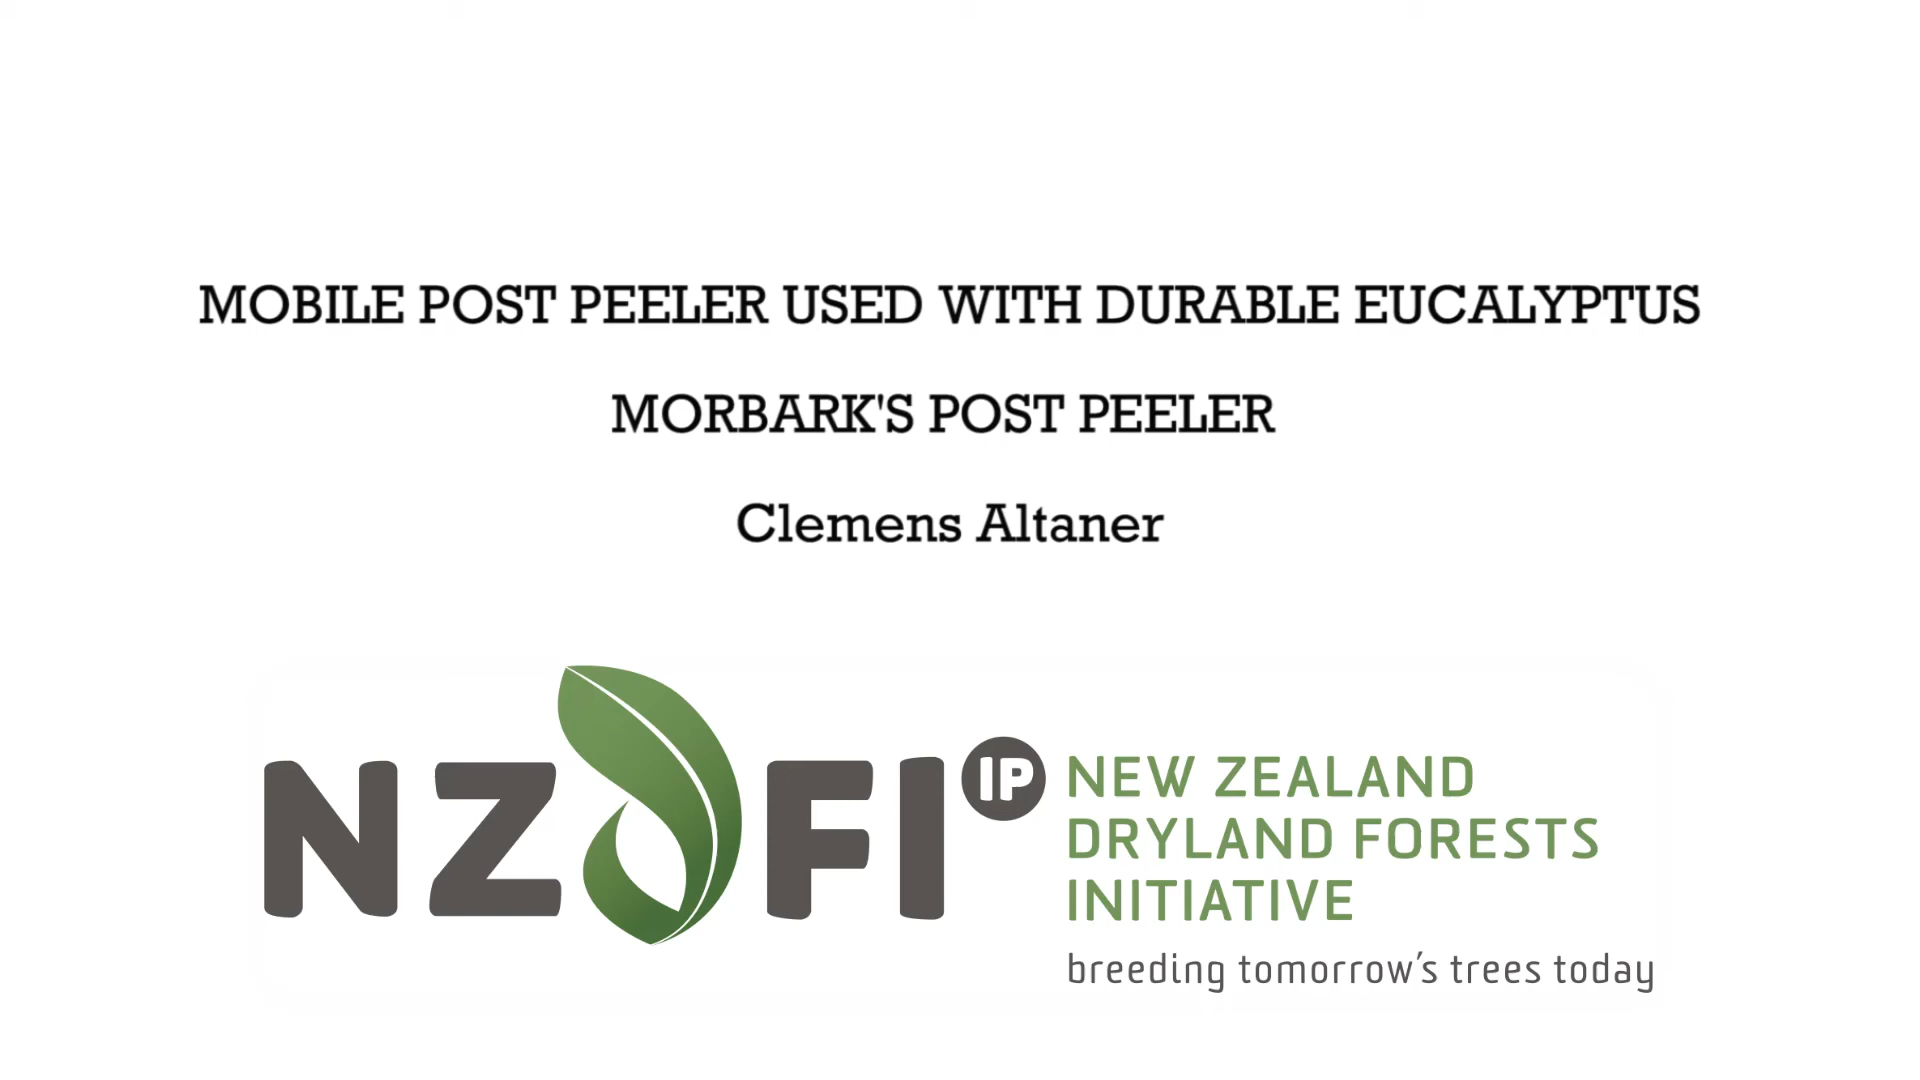 MOBILE POST PEELER USED WITH DURABLE EUCALYPTUS
MORBARK'S POST PEELER
Clemens Altaner
NZDFI IP
NEW ZEALAND
DRYLAND FORESTS
INITIATIVE
breeding tomorrow's trees today